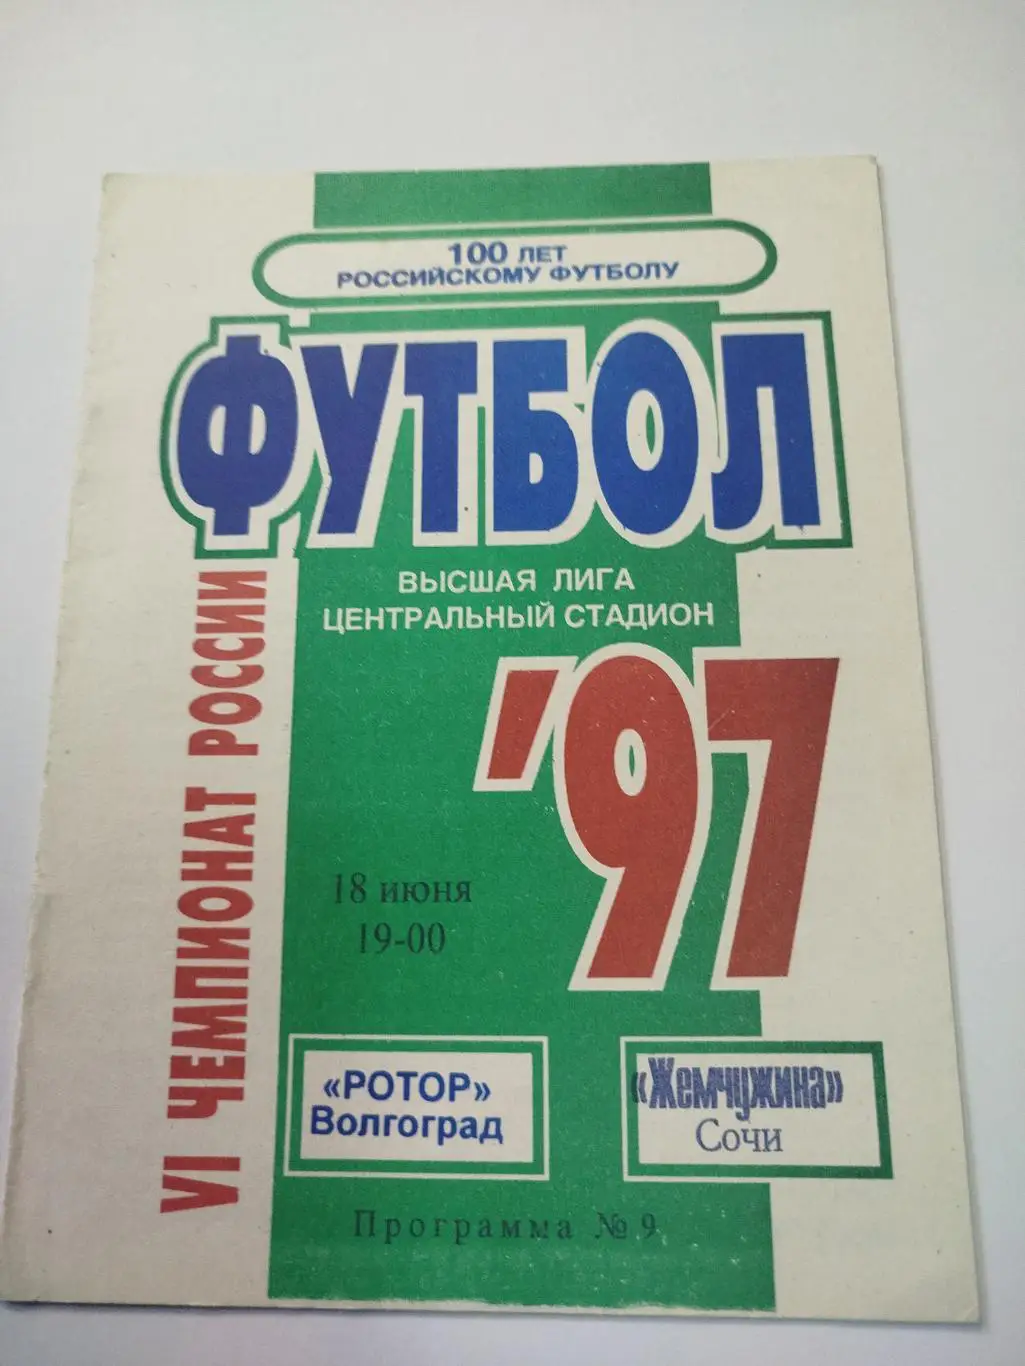 100 ЛЕТ
РОССИЙСКОМУ ФУТБОЛУ
ФУТБОЛ
ВЫСШАЯ ЛИГА
ЦЕНТРАЛЬНЫЙ СТАДИОН
'97
VI ЧЕМПИОНАТ РОССИИ
18 июня
19-00
«РОТОР»
Волгоград
«Жемчужина»
Сочи
Программа № 9